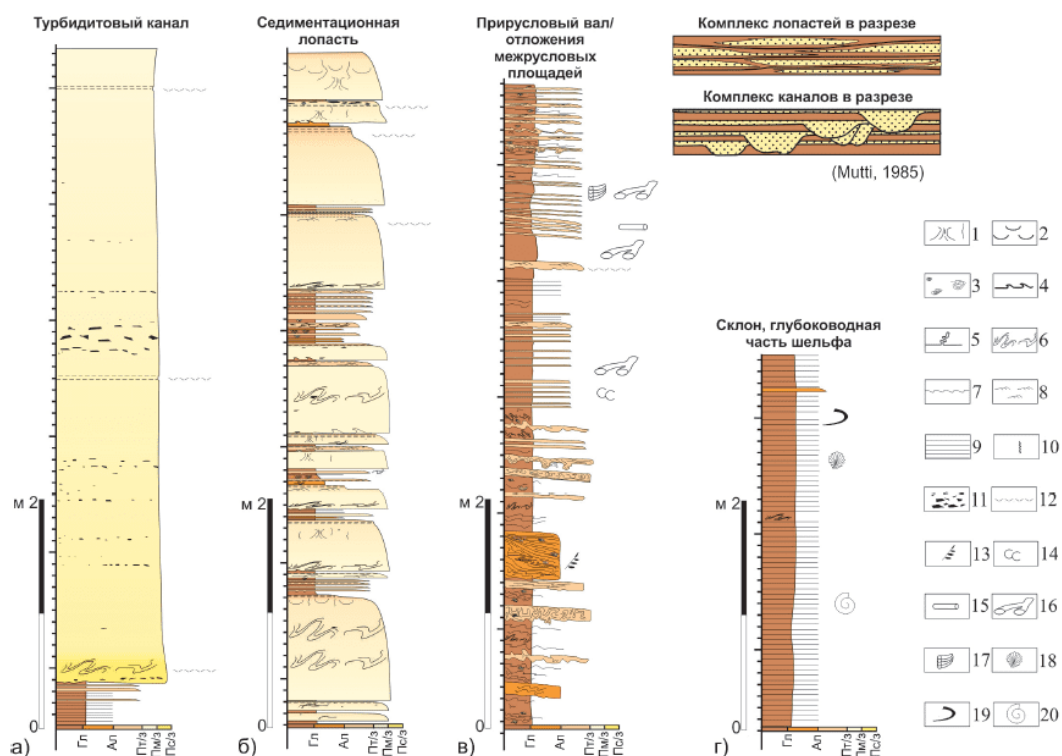 Турбидитовый канал
Седиментационная
лопасть
Прирусловый вал/
отложения
межрусловых
площадей
Комплекс лопастей в разрезе
Комплекс каналов в разрезе
(Mutti, 1985)
Склон, глубоководная
часть шельфа
1
2
3
4
5
6
7
8
9
10
11
12
13
14
15
16
17
18
19
20
м 2
0
а)
м 2
0
б)
Гл
Ал
Пт/з
Пм/з
Пс/з
м 2
0
в)
Гл
Ал
Пт/з
Пм/з
Пс/з
м 2
0
г)
Гл
Ал
Пт/з
Пм/з
Пс/з
Гл
Ал
Пт/з
Пм/з
Пс/з